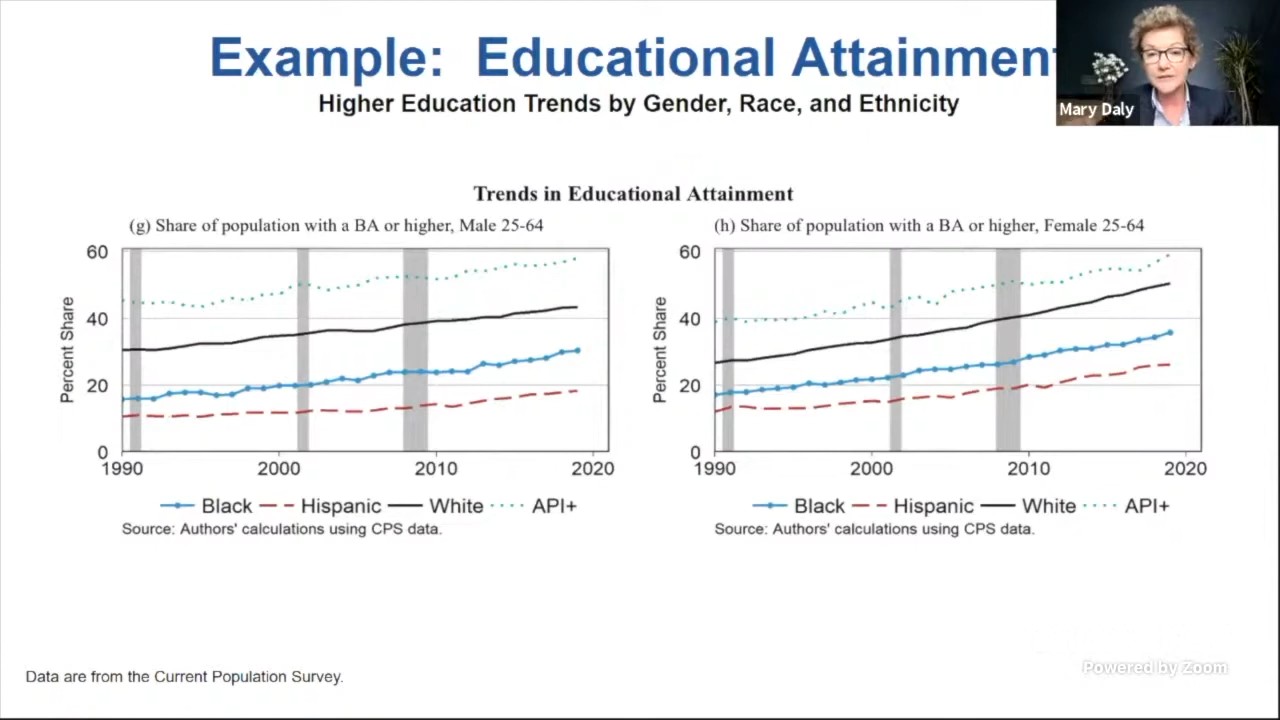 Example: Educational Attainment
Higher Education Trends by Gender, Race, and Ethnicity
Mary Daly
Trends in Educational Attainment
(g) Share of population with a BA or higher, Male 25-64
60
40
20
0
Percent Share
1990 2000 2010 2020
Black Hispanic White API+
Source: Authors' calculations using CPS data.
(h) Share of population with a BA or higher, Female 25-64
60
40
20
0
Percent Share
1990 2000 2010 2020
Black Hispanic White API+
Source: Authors' calculations using CPS data.
Data are from the Current Population Survey.
Powered by Zoom